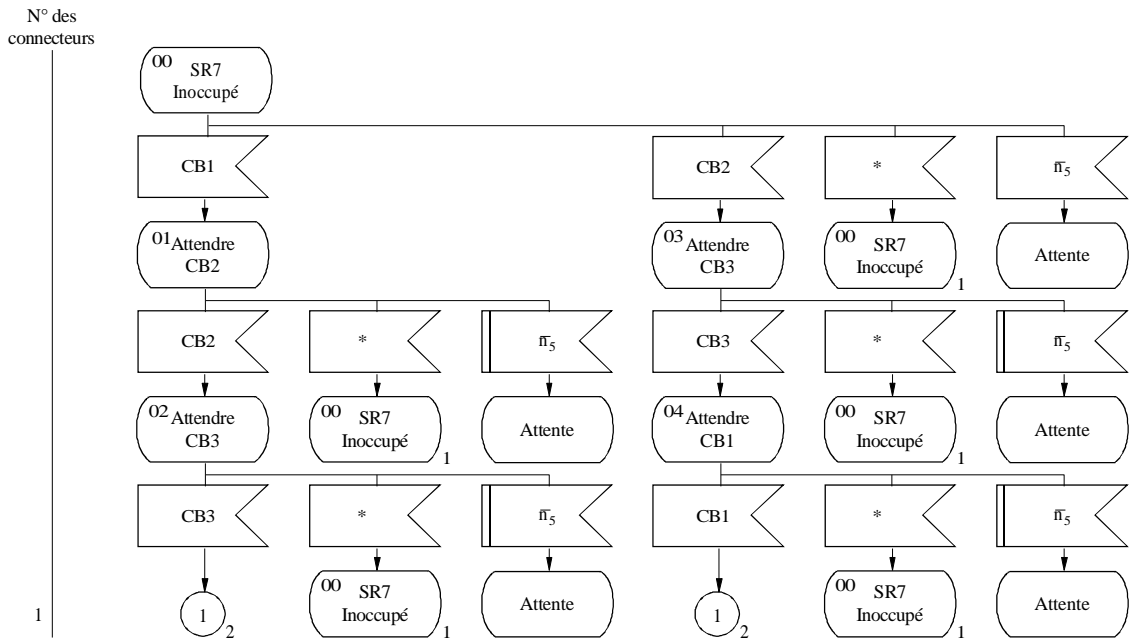 N° des
connecteurs
00
SR7
Inoccupé
CB1
CB2
*
n̅₅
01 Attendre
CB2
03 Attendre
CB3
00
SR7
Inoccupé
1
Attente
CB2
*
n̅₅
CB3
*
n̅₅
02 Attendre
CB3
00
SR7
Inoccupé
1
Attente
04 Attendre
CB1
00
SR7
Inoccupé
1
Attente
CB3
*
n̅₅
CB1
*
n̅₅
1
1
2
00
SR7
Inoccupé
1
Attente
1
2
00
SR7
Inoccupé
1
Attente